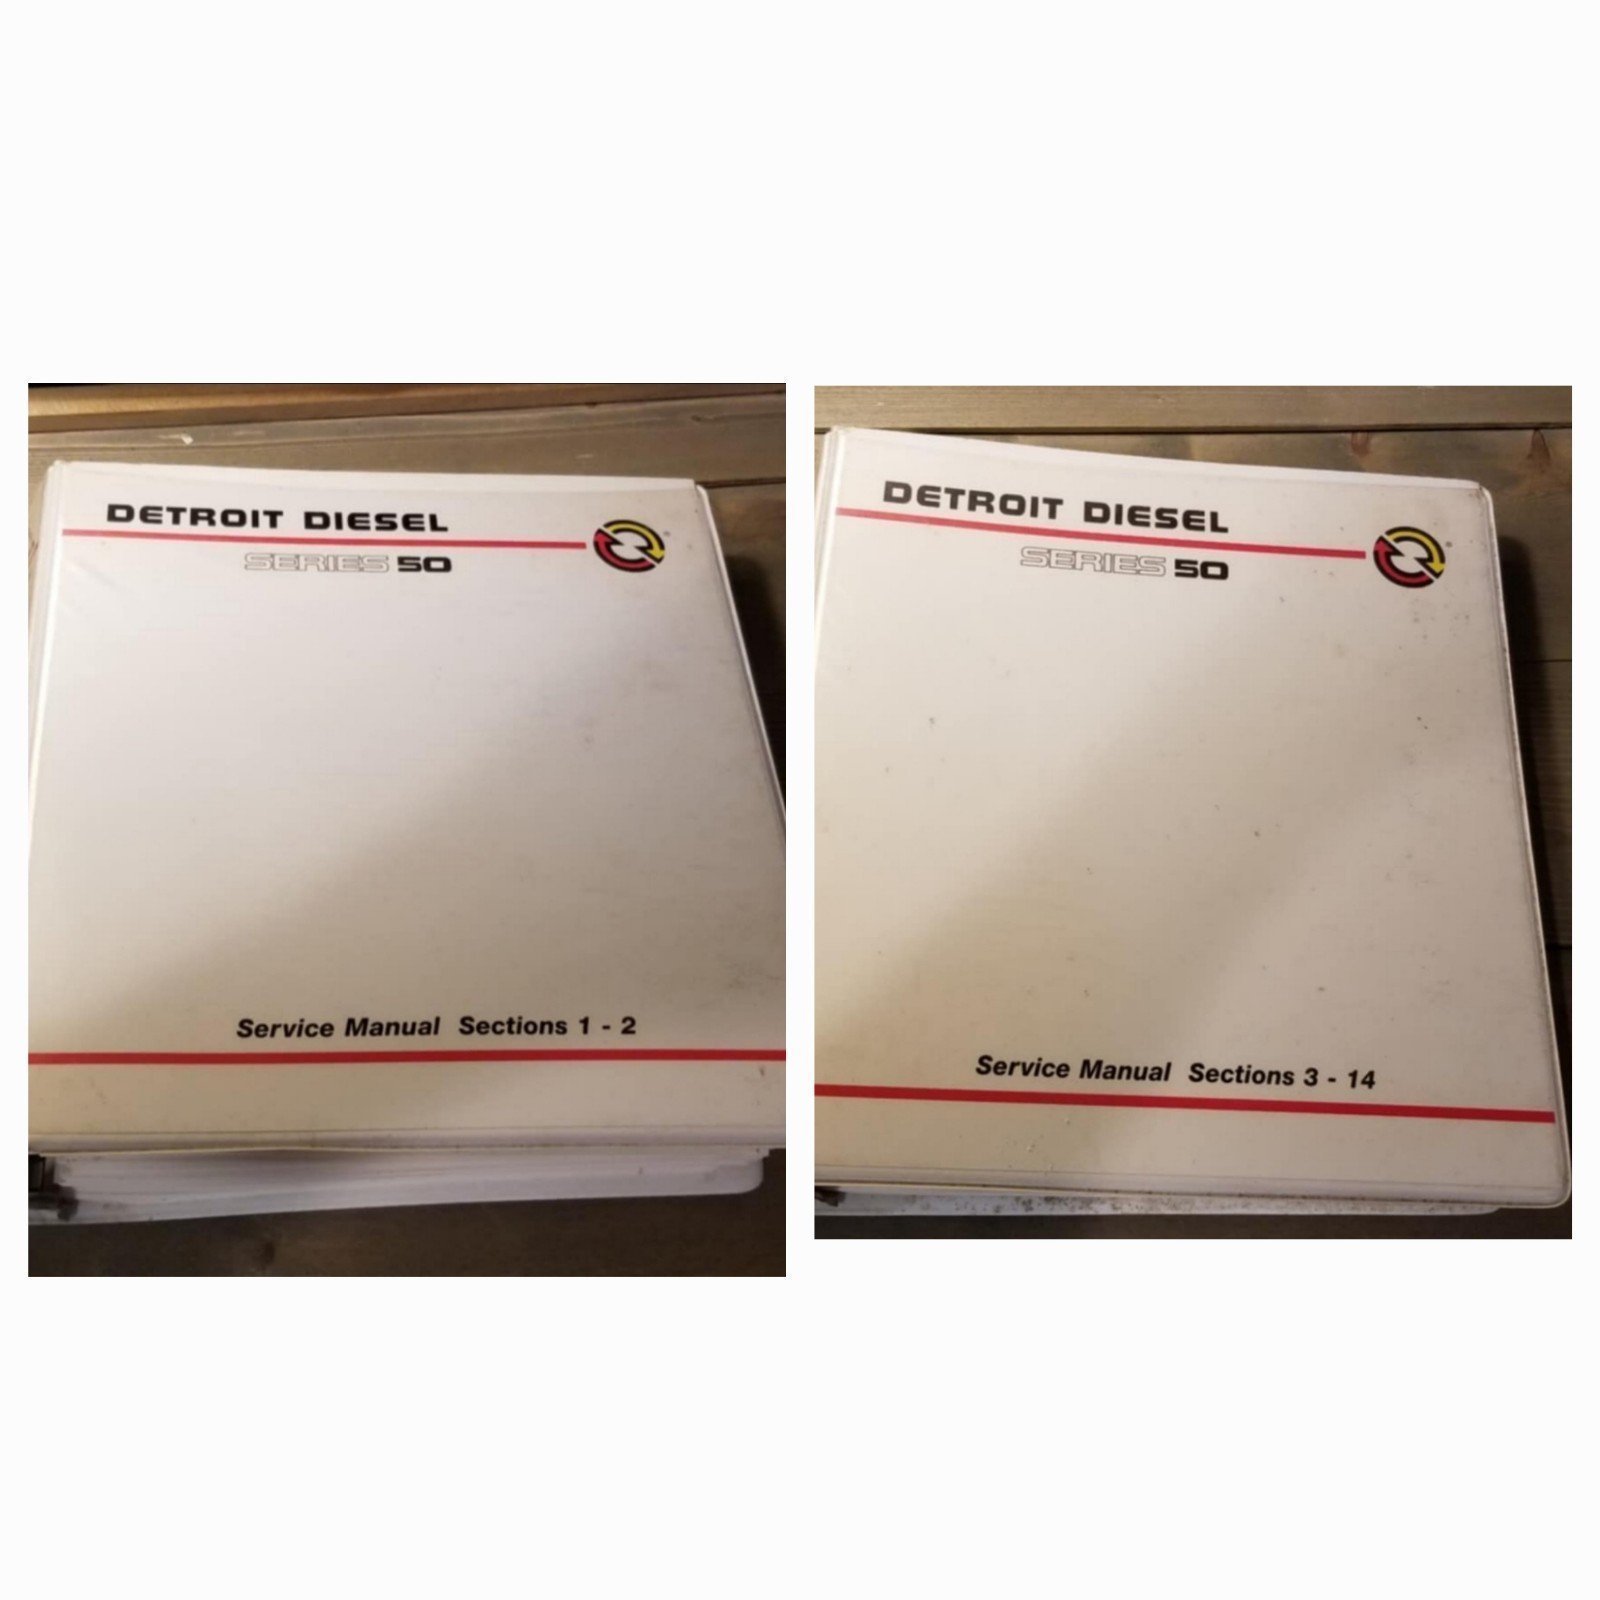 DETROIT DIESEL
SERIES 50
Service Manual Sections 1 - 2
DETROIT DIESEL
SERIES 50
Service Manual Sections 3 - 14